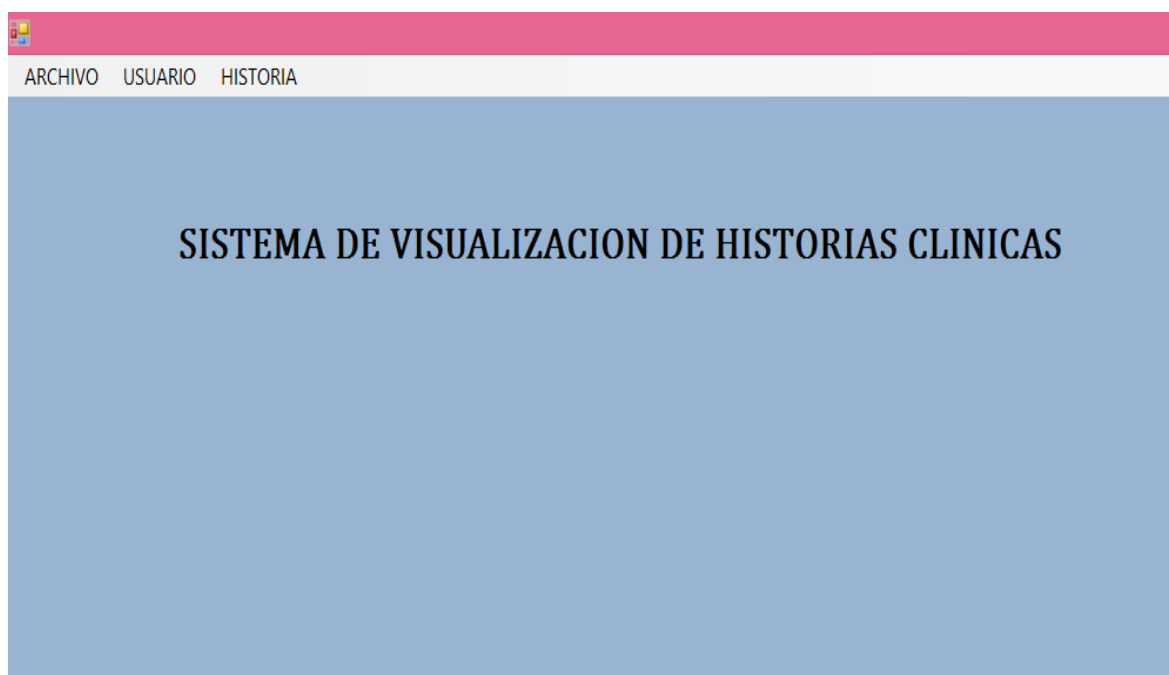 ARCHIVO USUARIO HISTORIA
SISTEMA DE VISUALIZACION DE HISTORIAS CLINICAS